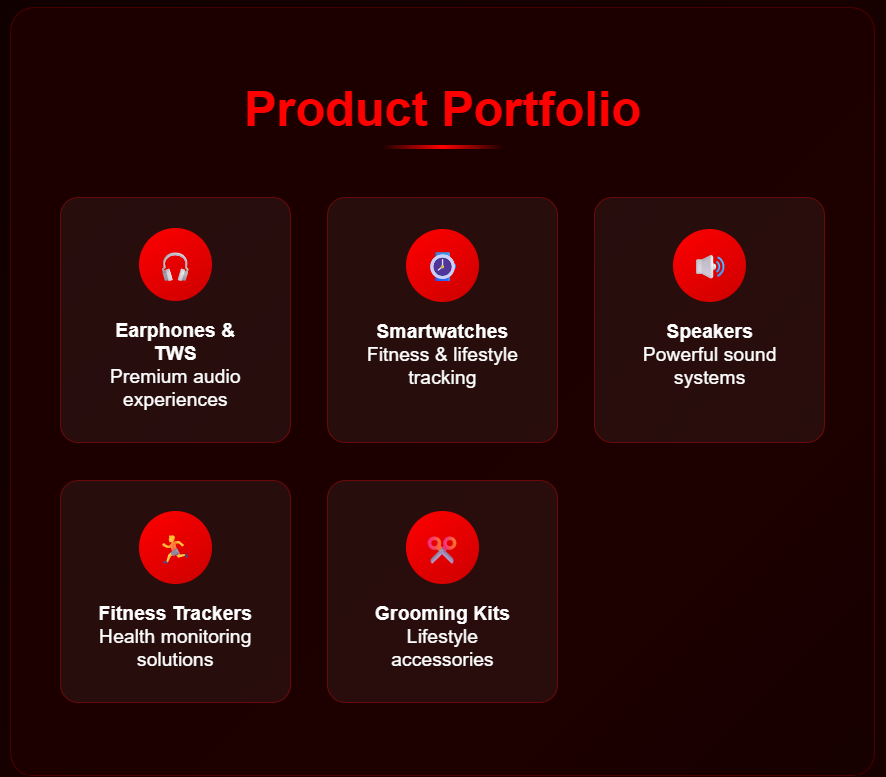 Product Portfolio
Earphones &
TWS
Premium audio
experiences
Smartwatches
Fitness & lifestyle
tracking
Speakers
Powerful sound
systems
Fitness Trackers
Health monitoring
solutions
Grooming Kits
Lifestyle
accessories